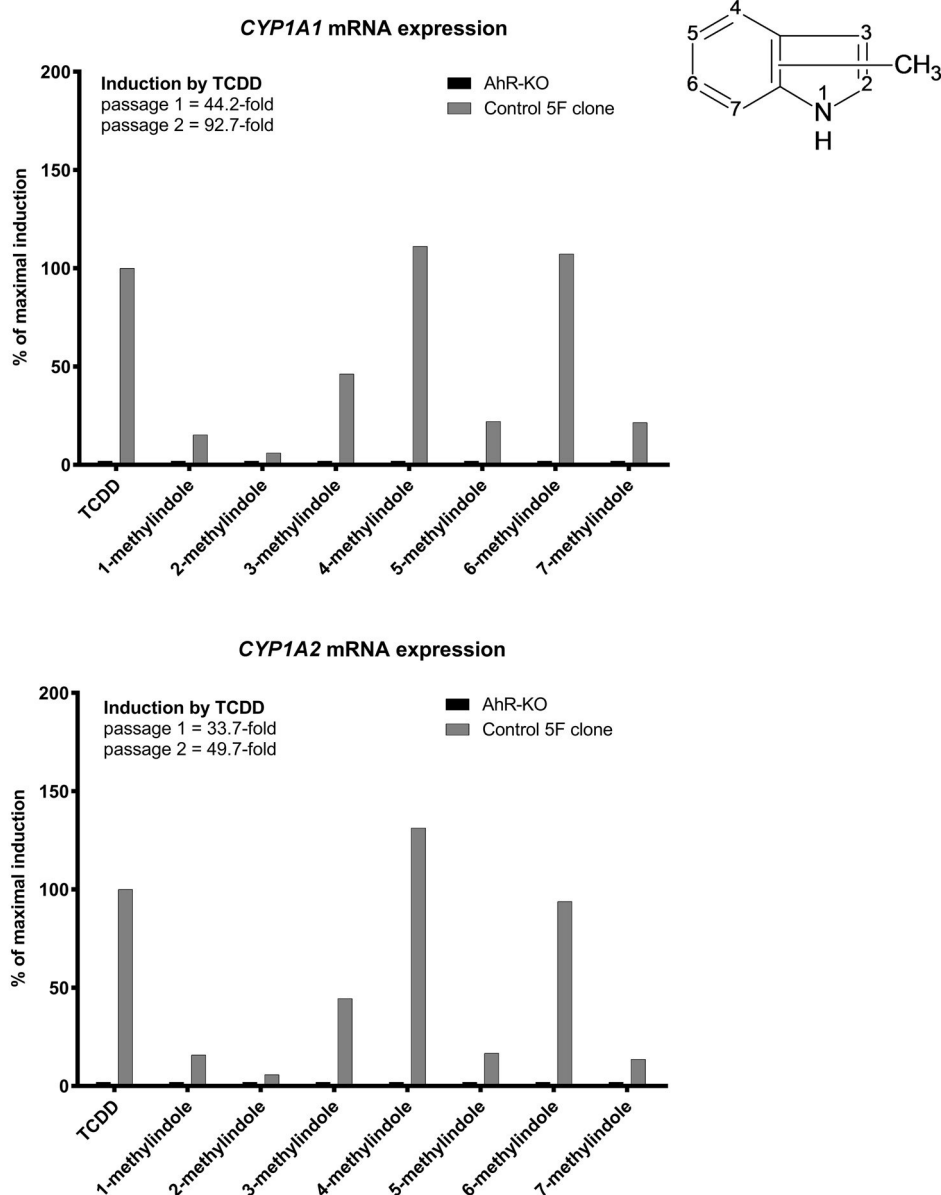 CYP1A1 mRNA expression
% of maximal induction
200
150
100
50
0
Induction by TCDD
passage 1 = 44.2-fold
passage 2 = 92.7-fold
AhR-KO
Control 5F clone
TCDD
1-methylindole
2-methylindole
3-methylindole
4-methylindole
5-methylindole
6-methylindole
7-methylindole
4
5
3
6
2
CH3
7
1
N
H
CYP1A2 mRNA expression
% of maximal induction
200
150
100
50
0
Induction by TCDD
passage 1 = 33.7-fold
passage 2 = 49.7-fold
AhR-KO
Control 5F clone
TCDD
1-methylindole
2-methylindole
3-methylindole
4-methylindole
5-methylindole
6-methylindole
7-methylindole